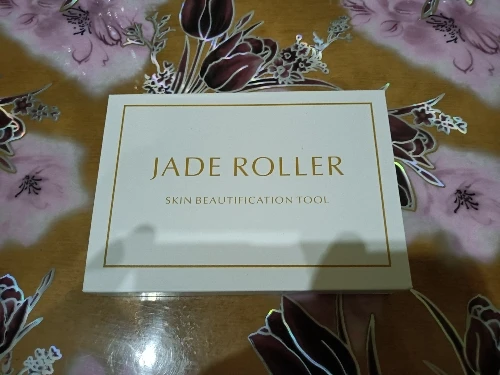 JADE ROLLER
SKIN BEAUTIFICATION TOOL